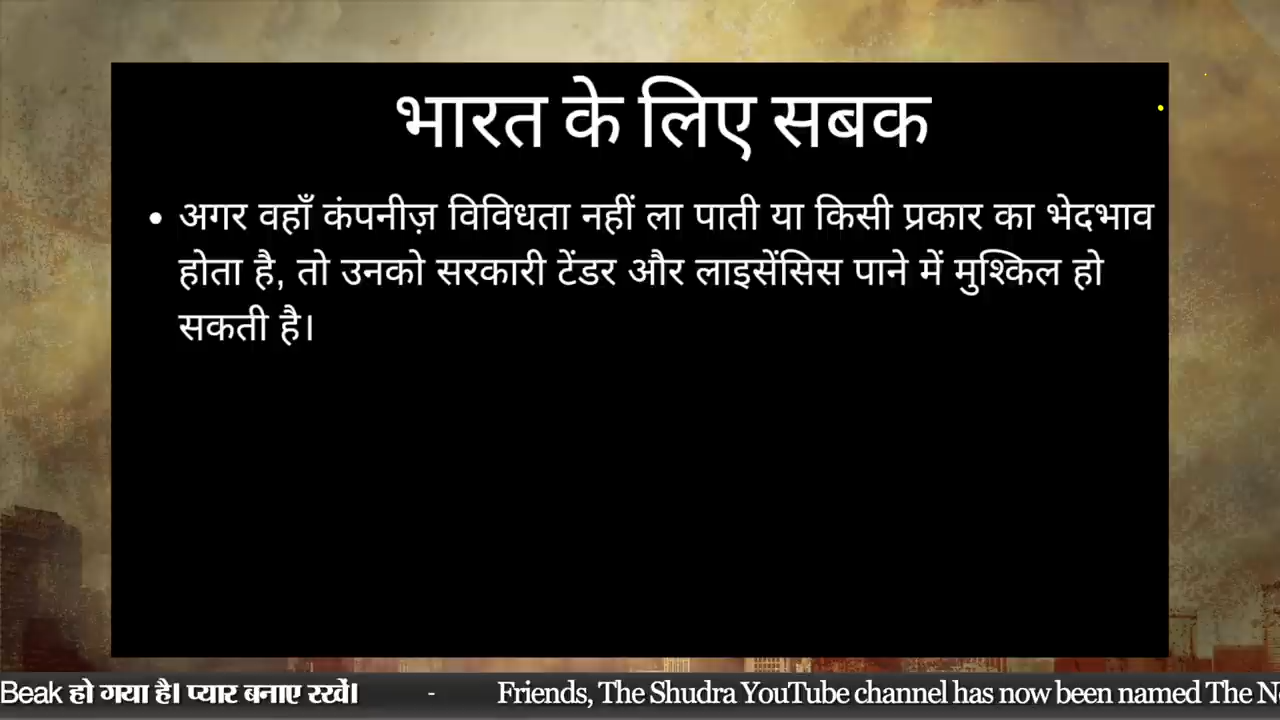 भारत के लिए सबक
• अगर वहाँ कंपनीज़ विविधता नहीं ला पाती या किसी प्रकार का भेदभाव
होता है, तो उनको सरकारी टेंडर और लाइसेंसिस पाने में मुश्किल हो
सकती है।
Beak हो गया है। प्यार बनाए रखें। - Friends, The Shudra YouTube channel has now been named The